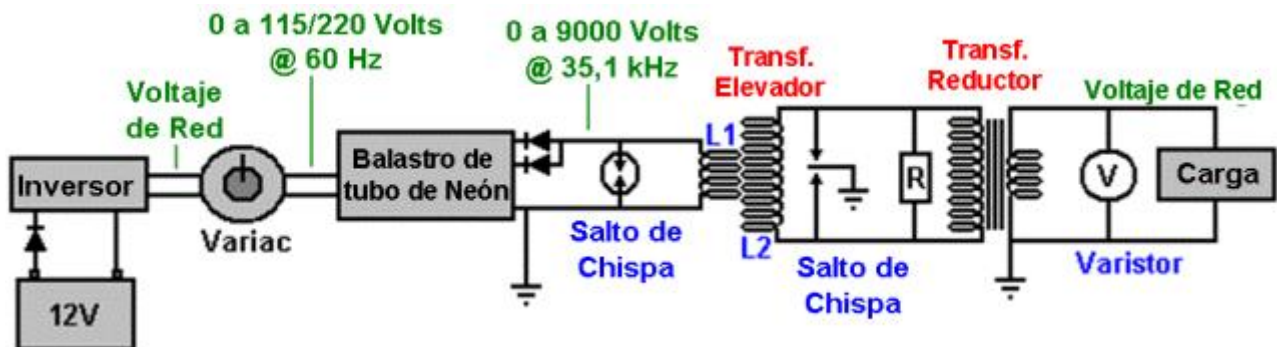 0 a 115/220 Volts
@ 60 Hz
0 a 9000 Volts
@ 35,1 kHz
Transf.
Elevador
Transf.
Reductor
Voltaje
de Red
Voltaje de Red
L1
Inversor
Balastro de
tubo de Neón
R
V
Carga
Variac
L2
Salto de
Chispa
Salto de
Chispa
Varistor
12V